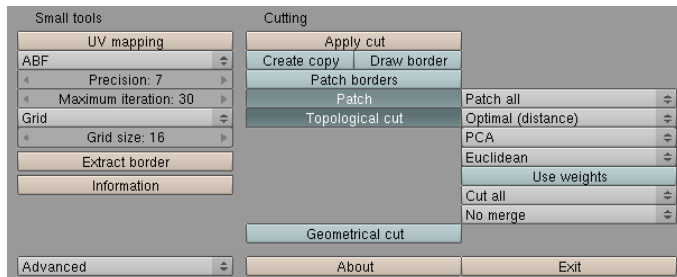 Small tools
Cutting
UV mapping
Apply cut
ABF
Create copy
Draw border
Precision: 7
Patch borders
Maximum iteration: 30
Patch
Patch all
Grid
Topological cut
Optimal (distance)
Grid size: 16
PCA
Extract border
Euclidean
Information
Use weights
Cut all
No merge
Geometrical cut
Advanced
About
Exit